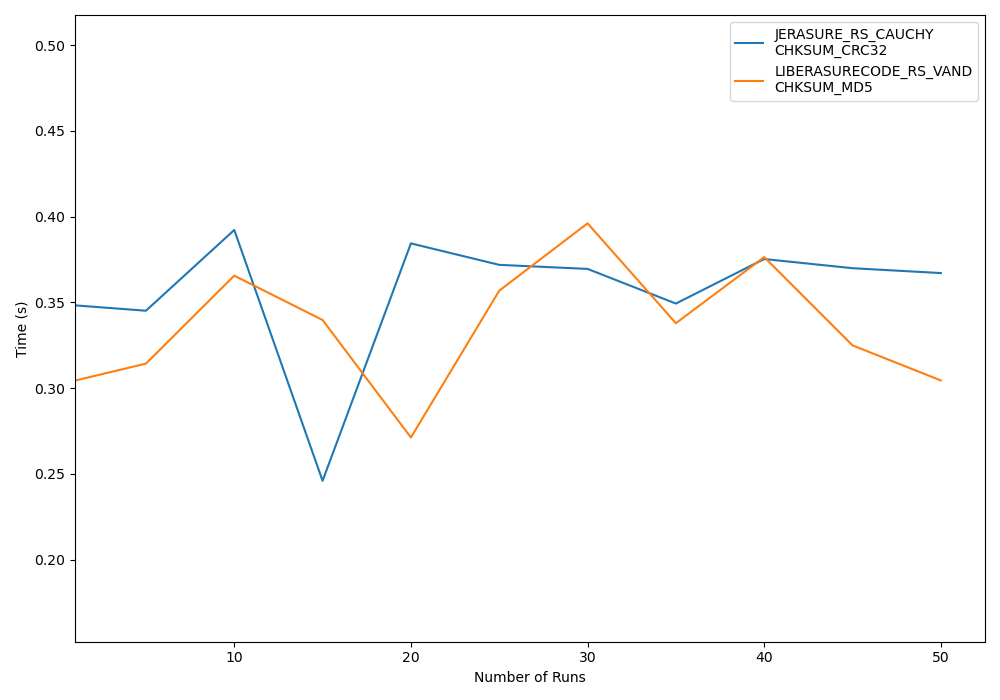 JERASURE_RS_CAUCHY
CHKSUM_CRC32
LIBERASURECODE_RS_VAND
CHKSUM_MD5
0.50
0.45
0.40
0.35
0.30
0.25
0.20
Time (s)
10
20
30
40
50
Number of Runs